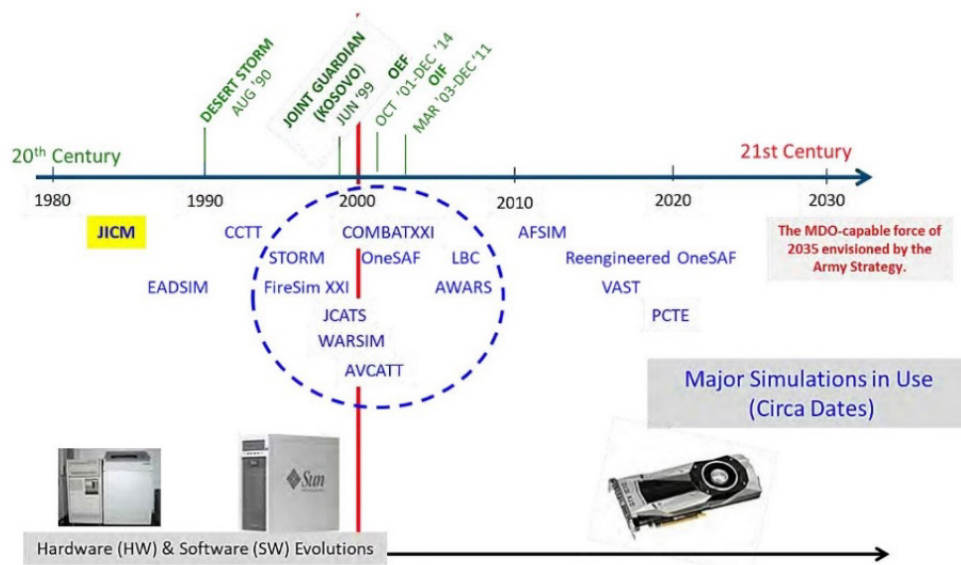 DESERT STORM
AUG '90
JOINT GUARDIAN
(KOSOVO)
JUN '99
OEF
OCT '01-DEC '14
OIF
MAR '03-DEC '11
20th Century
21st Century
1980
1990
2000
2010
2020
2030
JICM
CCTT
COMBATXXI
AFSIM
The MDO-capable force of
2035 envisioned by the
Army Strategy.
STORM
OneSAF
LBC
Reengineered OneSAF
EADSIM
FireSim XXI
AWARS
VAST
JCATS
PCTE
WARSIM
AVCATT
Major Simulations in Use
(Circa Dates)
Sun
Hardware (HW) & Software (SW) Evolutions